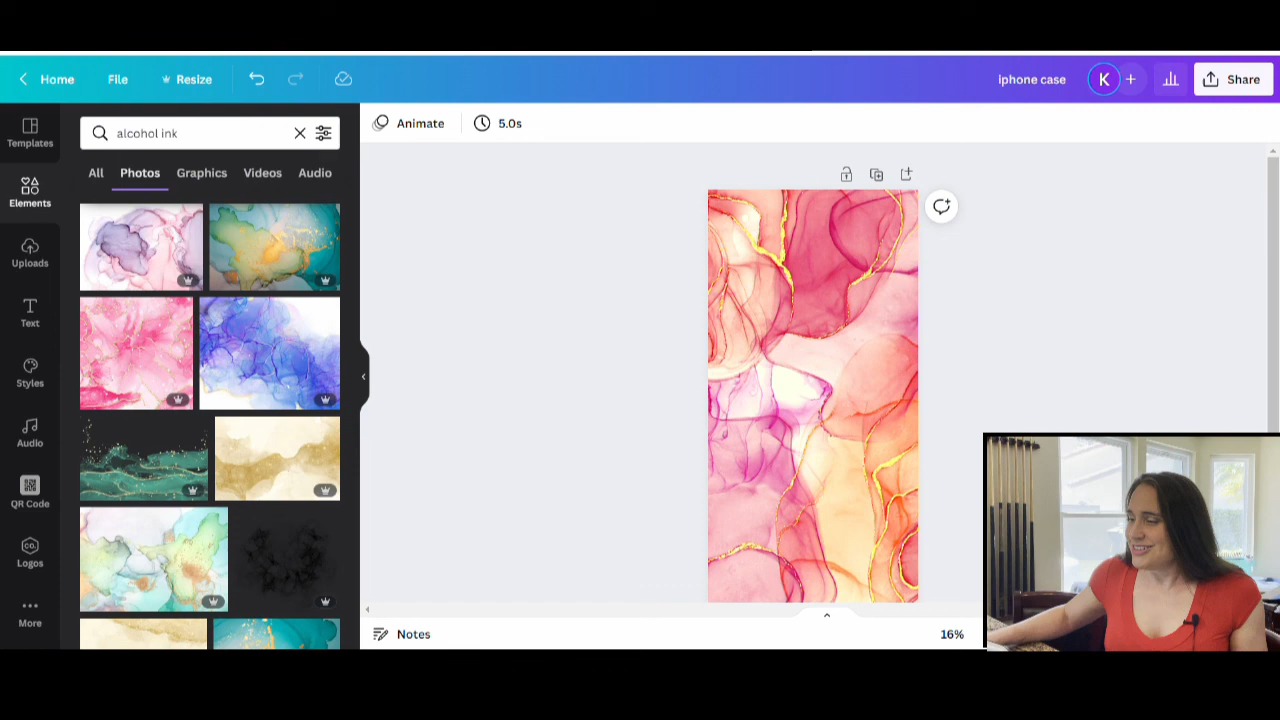 Home
File
Resize
iphone case
K
+
Share
Templates
Elements
Uploads
Text
Styles
Audio
QR Code
CO.
Logos
More
alcohol ink
All
Photos
Graphics
Videos
Audio
Animate
5.0s
Notes
16%